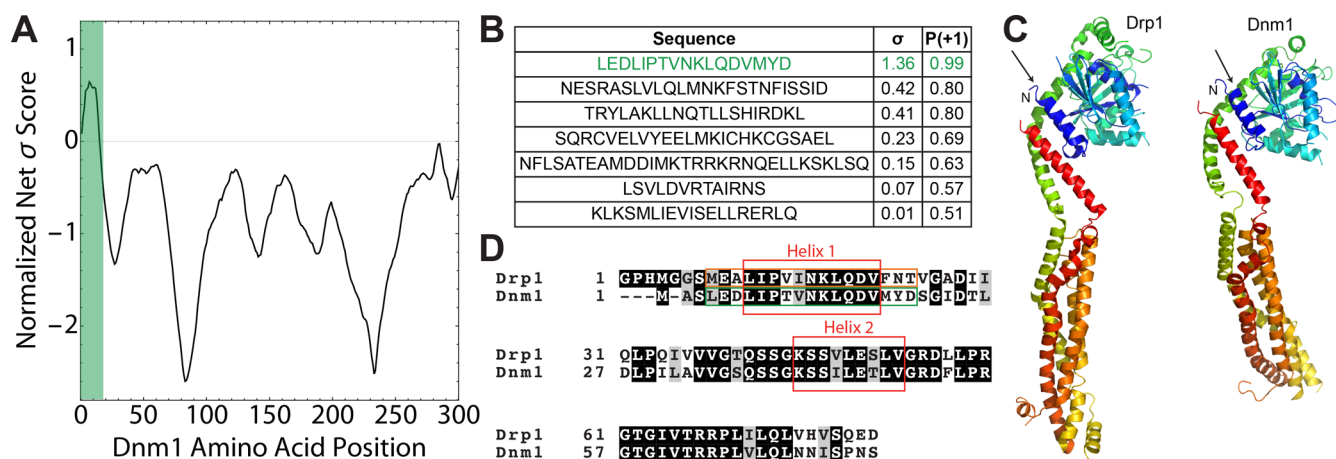 A
Normalized Net σ Score
1
0
−1
−2
0 50 100 150 200 250 300
Dnm1 Amino Acid Position
B
Sequence σ P(+1)
LEDLIPTVNKLQDVMYD 1.36 0.99
NESRASLVLQLMNKFSTNFISSID 0.42 0.80
TRYLAKLLNQTLLSHIRDKL 0.41 0.80
SQRCVELVYEELMKICHKCGSAEL 0.23 0.69
NFLSATEAMDDIMKTRRKRNQELLKSKLSQ 0.15 0.63
LSVLDVRTAIRNS 0.07 0.57
KLKSMLIEVISELLRERLQ 0.01 0.51
C
Drp1
Dnm1
N
N
D
Helix 1
Drp1 1 GPHMGGSMEALIPVINKLQDVFNTVGADII
Dnm1 1 ---M-ASLEDLIPTVNKLQDVMYDSGIDTL
Helix 2
Drp1 31 QLPQIVVVGTQSSGKSSVLESLVGRDLLPR
Dnm1 27 DLPILAVVGSQSSGKSSILETLVGRDFLPR
Drp1 61 GTGIVTRRPLILQLVHVSQED
Dnm1 57 GTGIVTRRPLVLQLNNISPNS